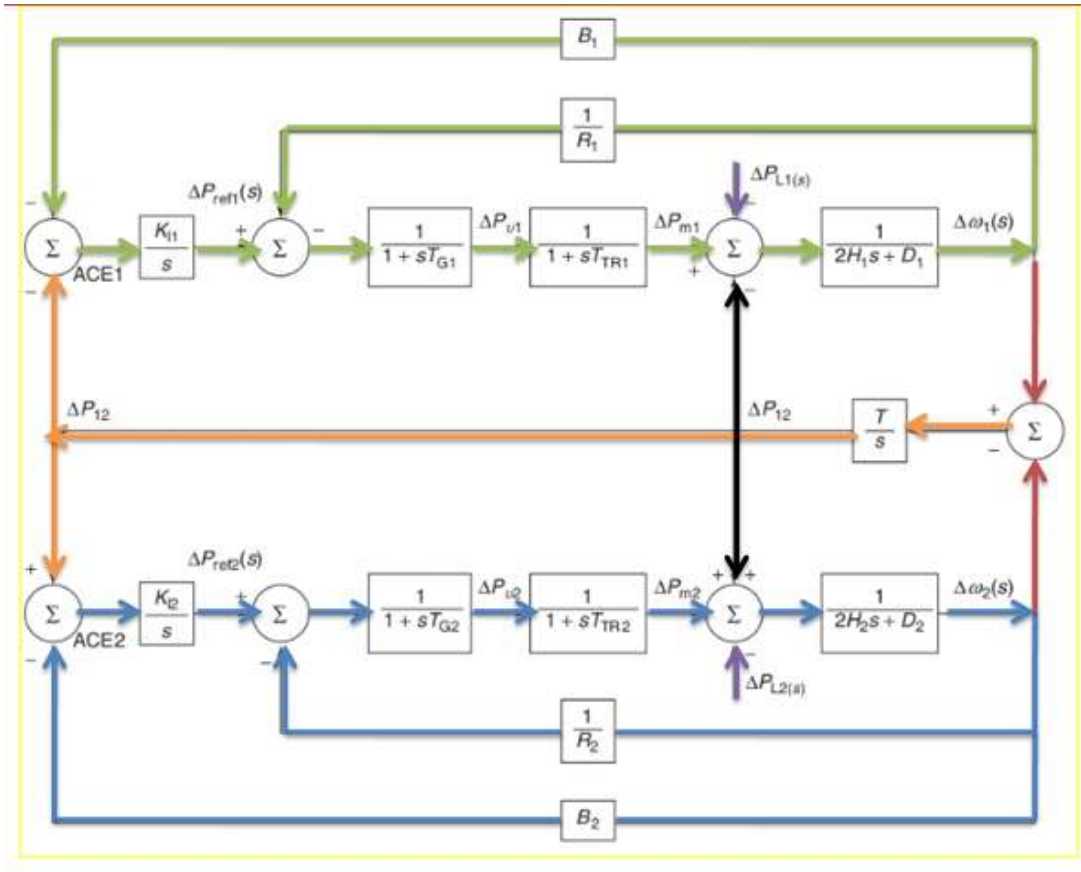 B1
1
R1
ΔPL1(s)
−
ΔPref1(s)
−
KI1
s
+
Σ
−
1
1 + sTG1
ΔPυ1
1
1 + sTTR1
ΔPm1
Σ
+
−
1
2H1s + D1
Δω1(s)
Σ
ACE1
−
ΔP12
ΔP12
T
s
+
−
Σ
+
ΔPref2(s)
+ +
Σ
ACE2
KI2
s
+
Σ
1
1 + sTG2
ΔPυ2
1
1 + sTTR2
ΔPm2
Σ
1
2H2s + D2
Δω2(s)
−
−
−
ΔPL2(s)
1
R2
B2